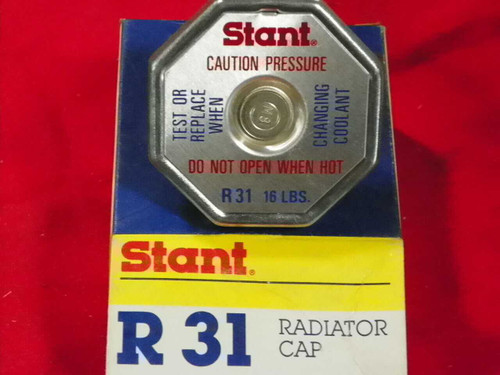 Stant®
CAUTION PRESSURE
TEST OR
REPLACE
WHEN
CHANGING
COOLANT
DO NOT OPEN WHEN HOT
R 31 16 LBS.
Stant®
R 31
RADIATOR
CAP